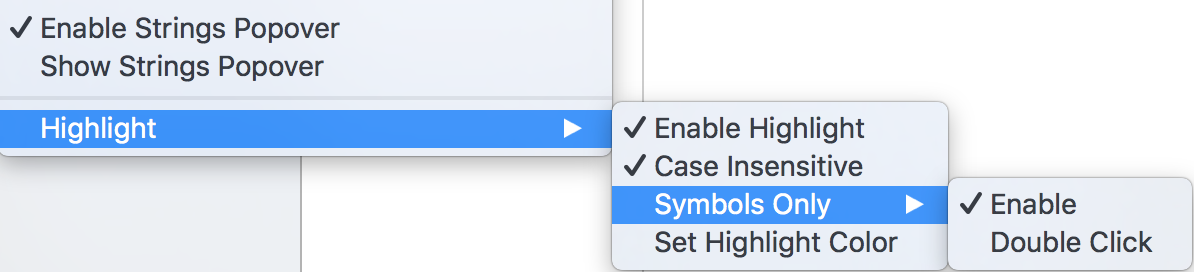 Enable Strings Popover
Show Strings Popover
Highlight
Enable Highlight
Case Insensitive
Symbols Only
Set Highlight Color
Enable
Double Click